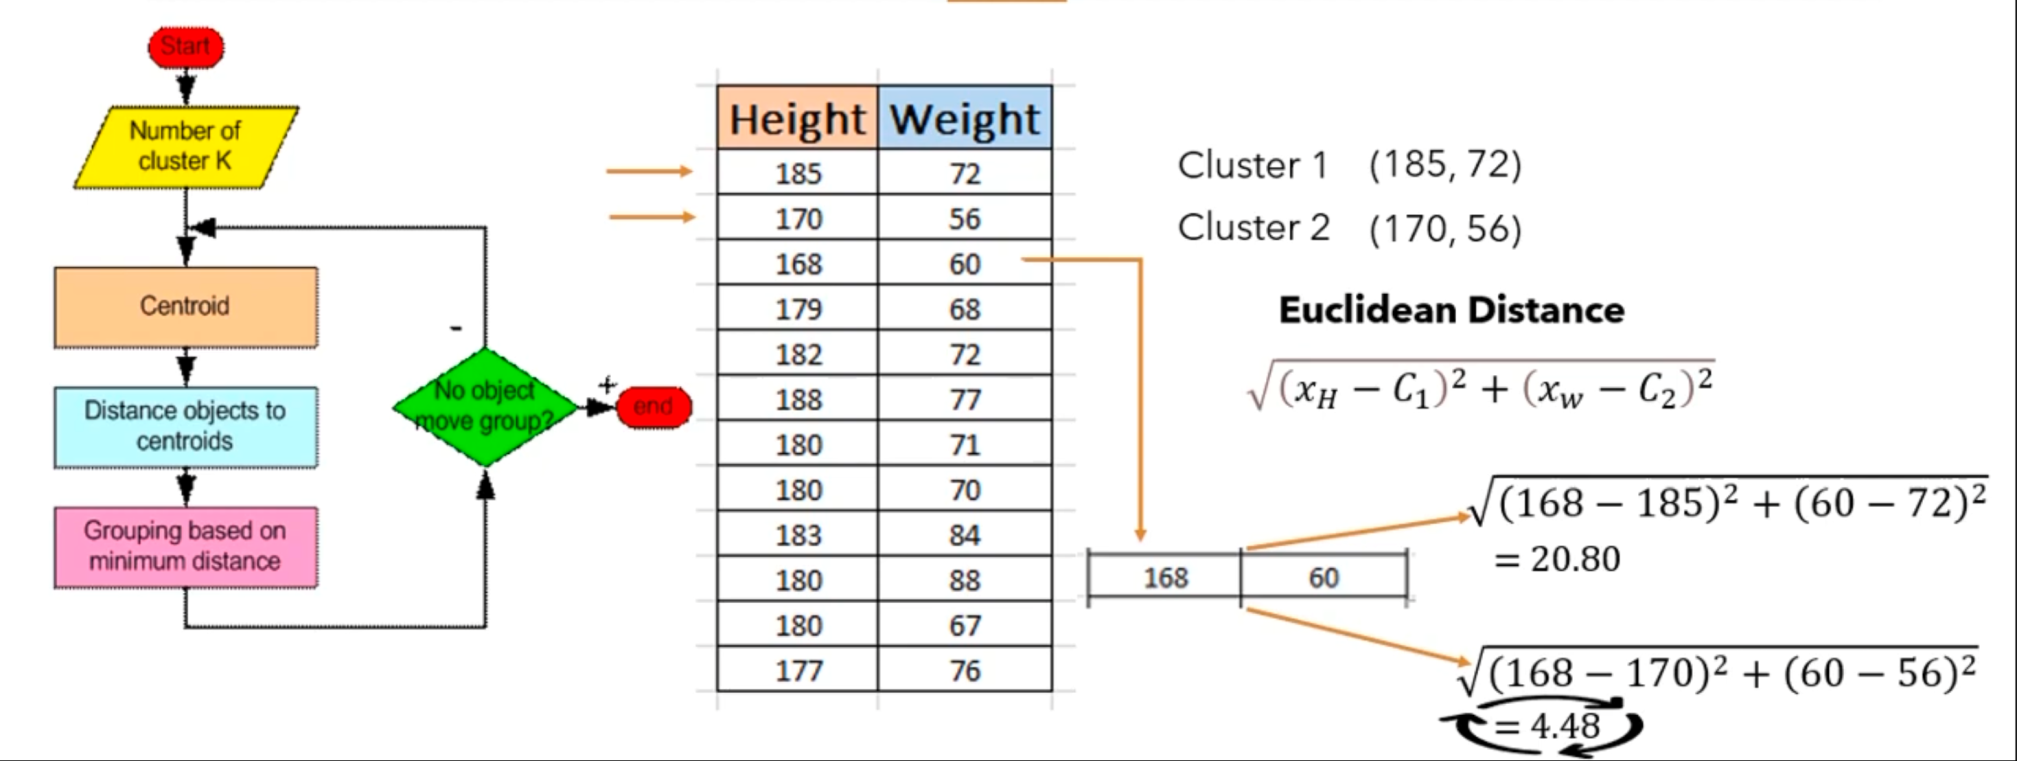 Start
Number of
cluster K
Centroid
Distance objects to
centroids
Grouping based on
minimum distance
-
No object
move group?
+
end
Height Weight
185 72
170 56
168 60
179 68
182 72
188 77
180 71
180 70
183 84
180 88
180 67
177 76
Cluster 1 (185, 72)
Cluster 2 (170, 56)
Euclidean Distance
√(x_H − C₁)² + (x_w − C₂)²
168 60
√(168 − 185)² + (60 − 72)²
= 20.80
√(168 − 170)² + (60 − 56)²
= 4.48